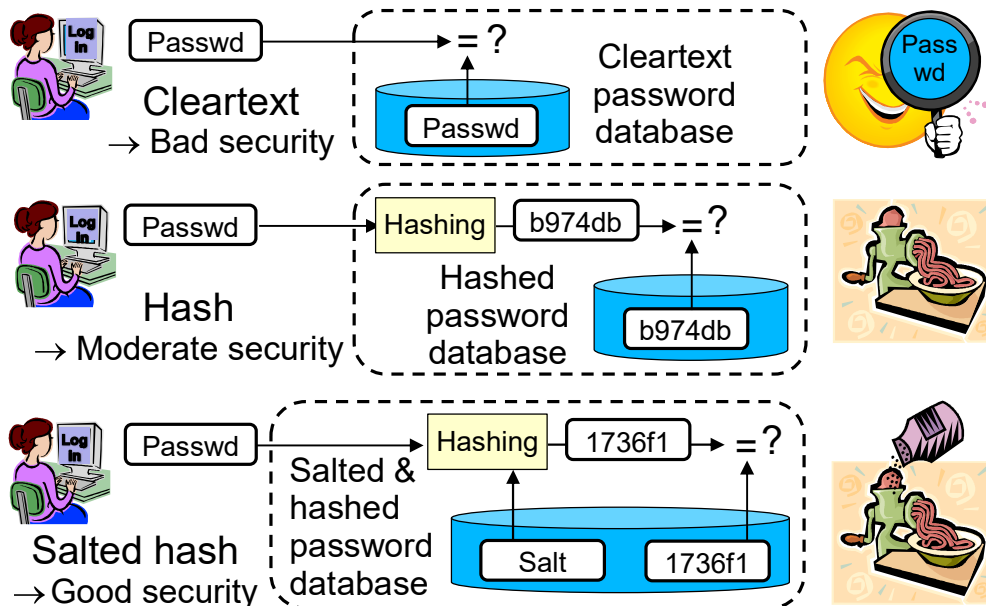 Log
in
Passwd
= ?
Passwd
Cleartext
password
database
Cleartext
→ Bad security
Pass
wd
Log
in
Passwd
Hashing
b974db
= ?
b974db
Hashed
password
database
Hash
→ Moderate security
Log
in
Passwd
Hashing
1736f1
= ?
Salt
1736f1
Salted &
hashed
password
database
Salted hash
→ Good security